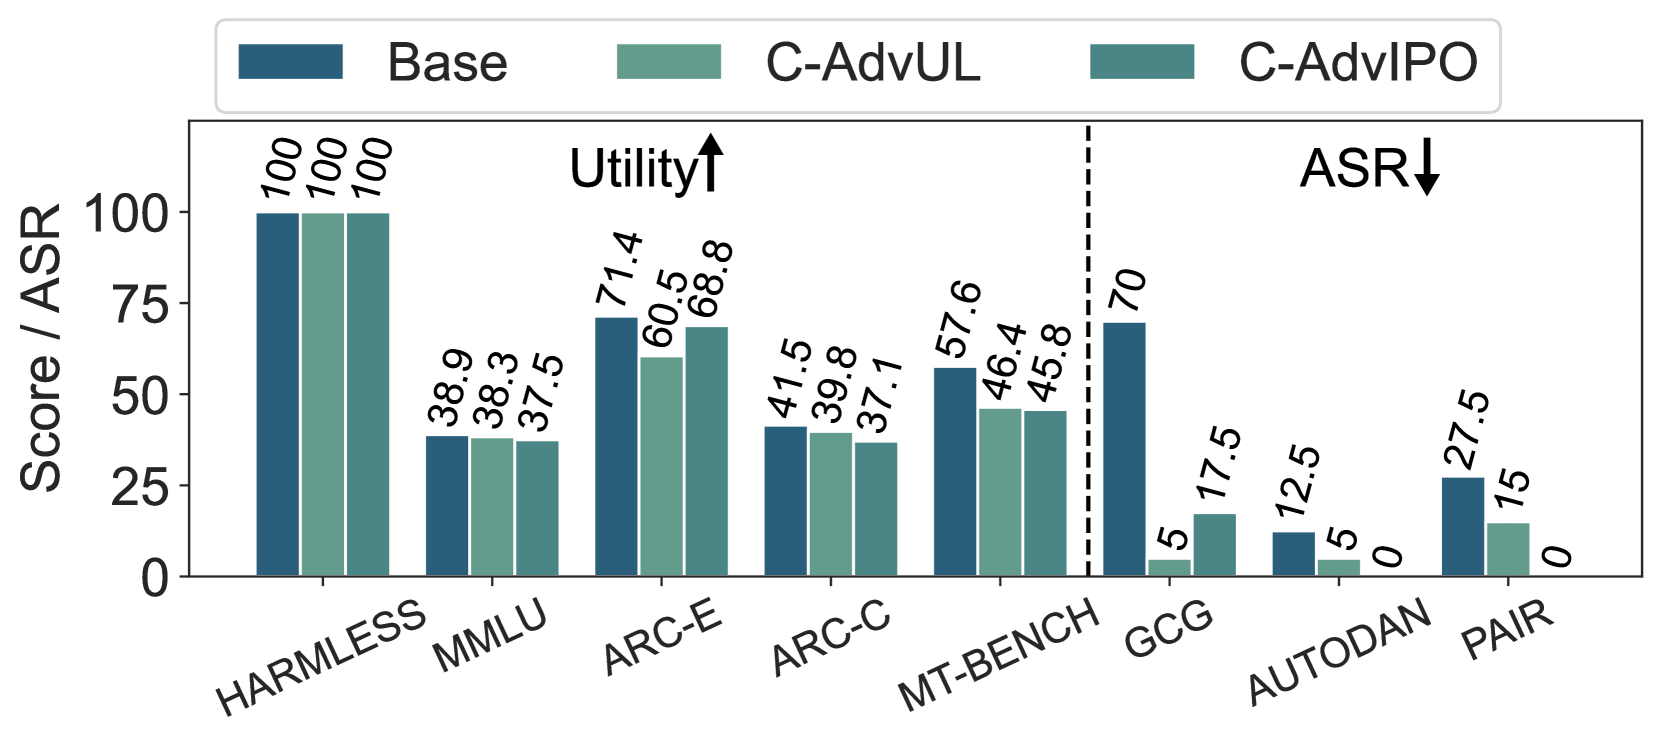 Base C-AdvUL C-AdvIPO
Utility↑ ASR↓
Score / ASR
100
75
50
25
0
100 100 100
38.9 38.3 37.5
71.4 60.5 68.8
41.5 39.8 37.1
57.6 46.4 45.8
70 5 17.5
12.5 5 0
27.5 15 0
HARMLESS MMLU ARC-E ARC-C MT-BENCH GCG AUTODAN PAIR